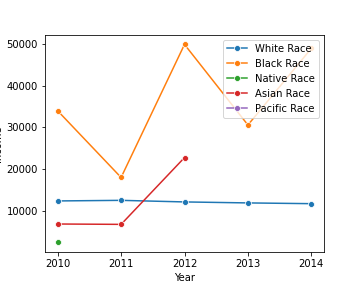 50000
40000
30000
20000
10000
2010 2011 2012 2013 2014
Year
White Race
Black Race
Native Race
Asian Race
Pacific Race